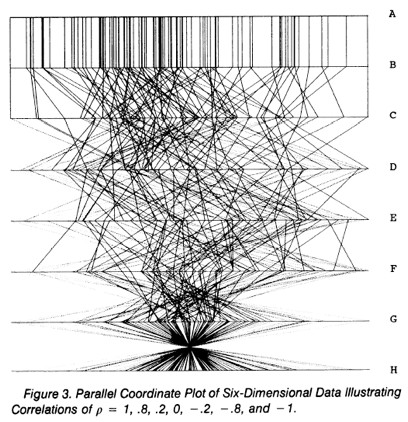 A
B
C
D
E
F
G
H
Figure 3. Parallel Coordinate Plot of Six-Dimensional Data Illustrating
Correlations of ρ = 1, .8, .2, 0, −.2, −.8, and −1.